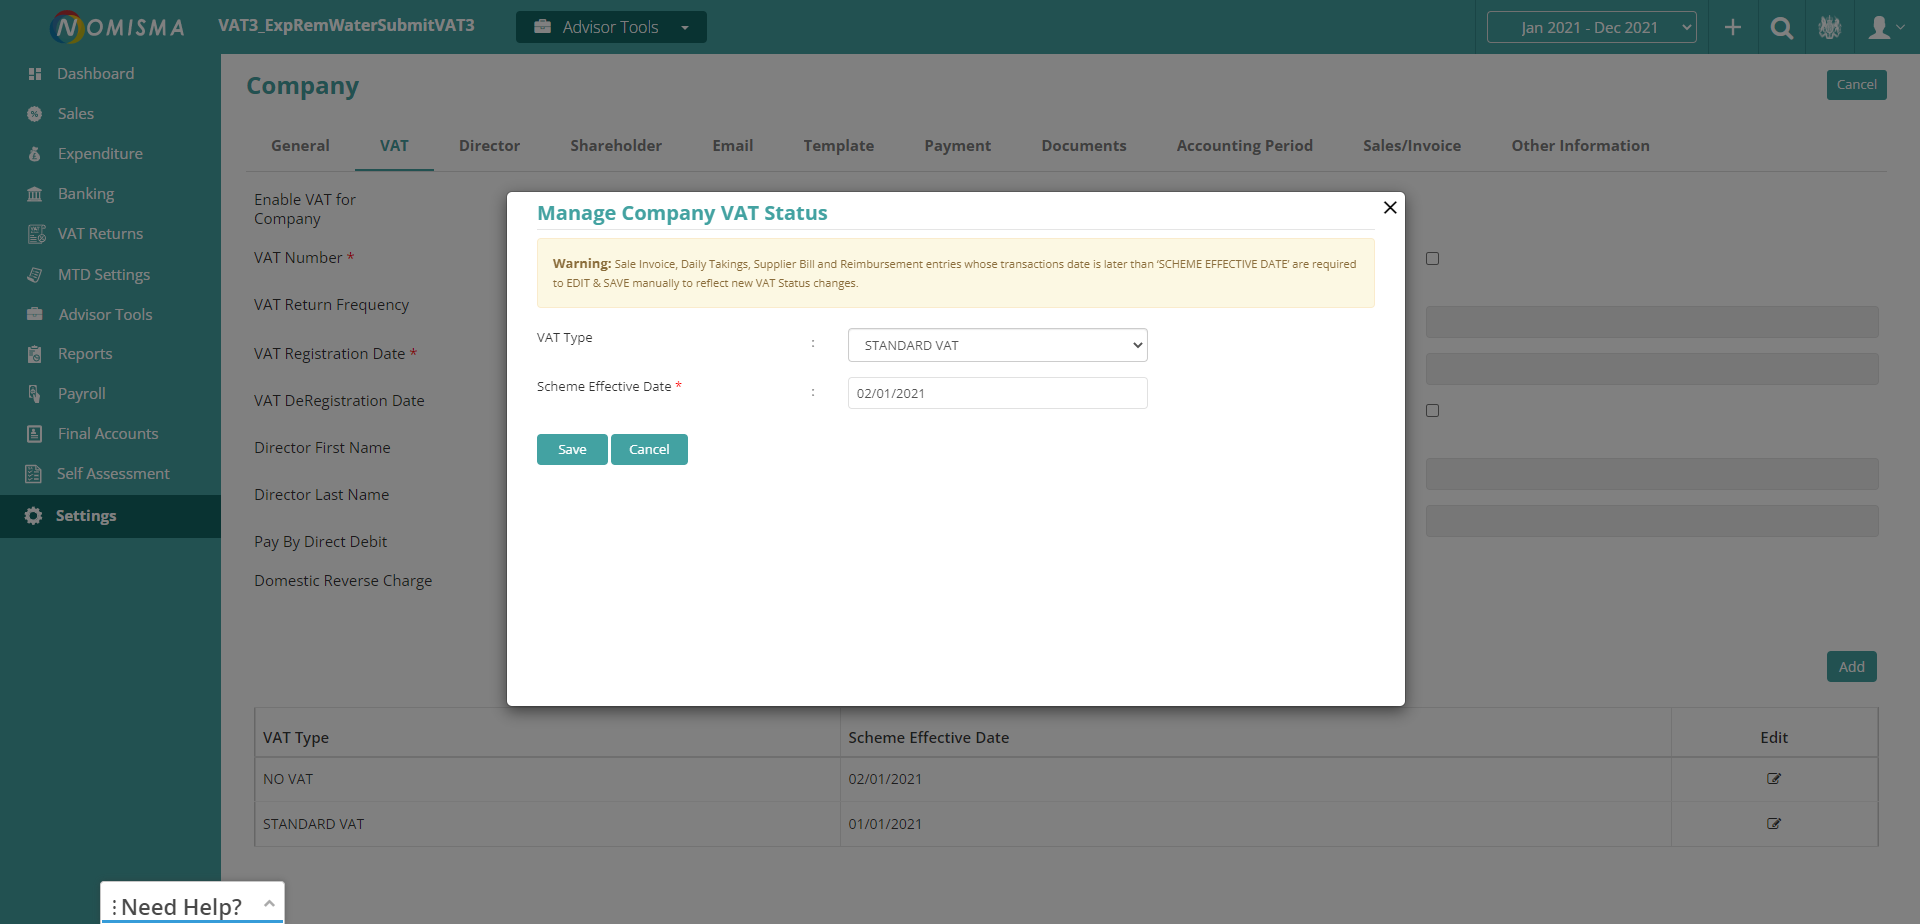 NOMISMA
VAT3_ExpRemWaterSubmitVAT3
Advisor Tools
Jan 2021 - Dec 2021
Dashboard
Sales
Expenditure
Banking
VAT Returns
MTD Settings
Advisor Tools
Reports
Payroll
Final Accounts
Self Assessment
Settings
Company
Cancel
General VAT Director Shareholder Email Template Payment Documents Accounting Period Sales/Invoice Other Information
Enable VAT for
Company
VAT Number *
VAT Return Frequency
VAT Registration Date *
VAT DeRegistration Date
Director First Name
Director Last Name
Pay By Direct Debit
Domestic Reverse Charge
Manage Company VAT Status
Warning: Sale Invoice, Daily Takings, Supplier Bill and Reimbursement entries whose transactions date is later than ‘SCHEME EFFECTIVE DATE’ are required
to EDIT & SAVE manually to reflect new VAT Status changes.
VAT Type : STANDARD VAT
Scheme Effective Date * : 02/01/2021
Save Cancel
Add
VAT Type Scheme Effective Date Edit
NO VAT 02/01/2021
STANDARD VAT 01/01/2021
Need Help?